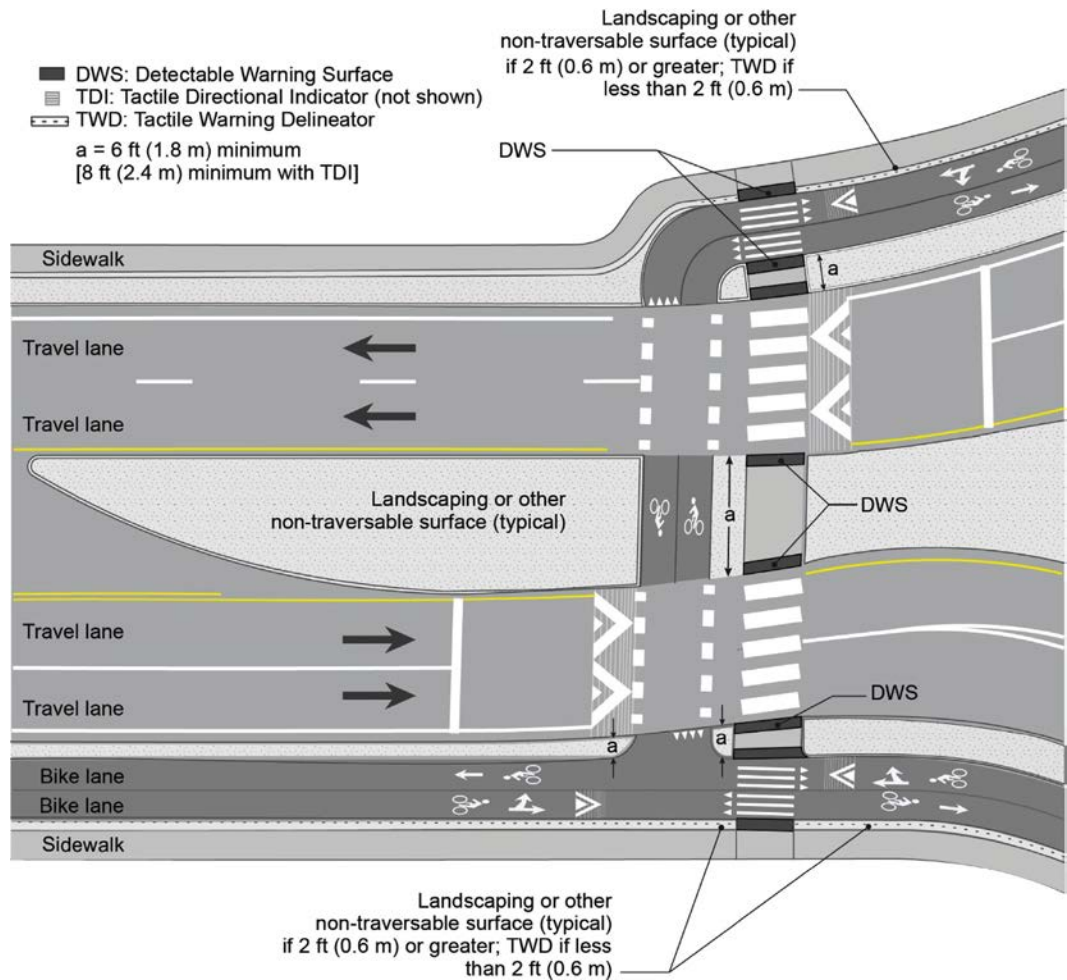 Landscaping or other
non-traversable surface (typical)
if 2 ft (0.6 m) or greater; TWD if
less than 2 ft (0.6 m)
DWS: Detectable Warning Surface
TDI: Tactile Directional Indicator (not shown)
TWD: Tactile Warning Delineator
a = 6 ft (1.8 m) minimum
[8 ft (2.4 m) minimum with TDI]
DWS
Sidewalk
a
Travel lane
Travel lane
Landscaping or other
non-traversable surface (typical)
a
DWS
Travel lane
Travel lane
DWS
a
a
Bike lane
Bike lane
Sidewalk
Landscaping or other
non-traversable surface (typical)
if 2 ft (0.6 m) or greater; TWD if less
than 2 ft (0.6 m)